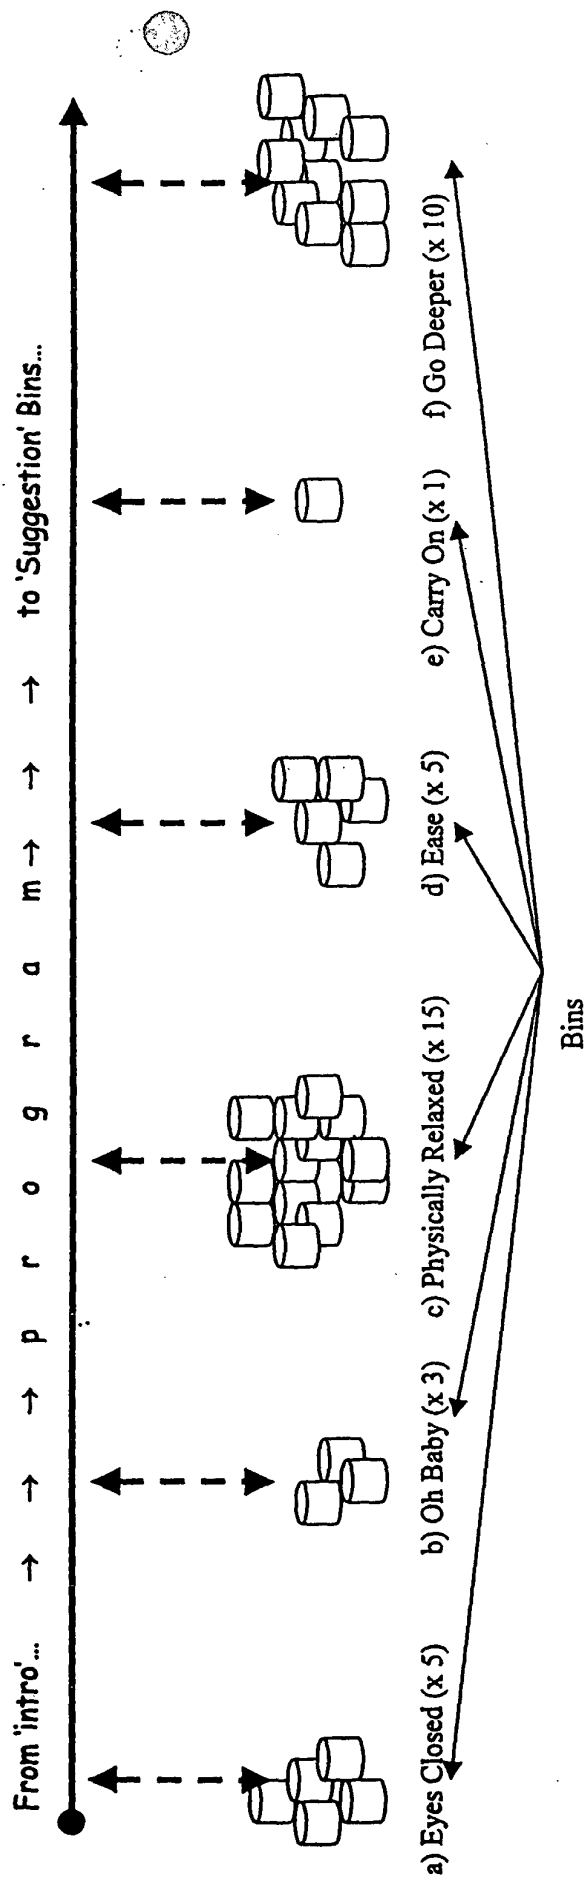 From 'intro'... → → → p r o g r a m → → → to 'Suggestion' Bins...
a) Eyes Closed (x 5)
b) Oh Baby (x 3)
c) Physically Relaxed (x 15)
d) Ease (x 5)
e) Carry On (x 1)
f) Go Deeper (x 10)
Bins